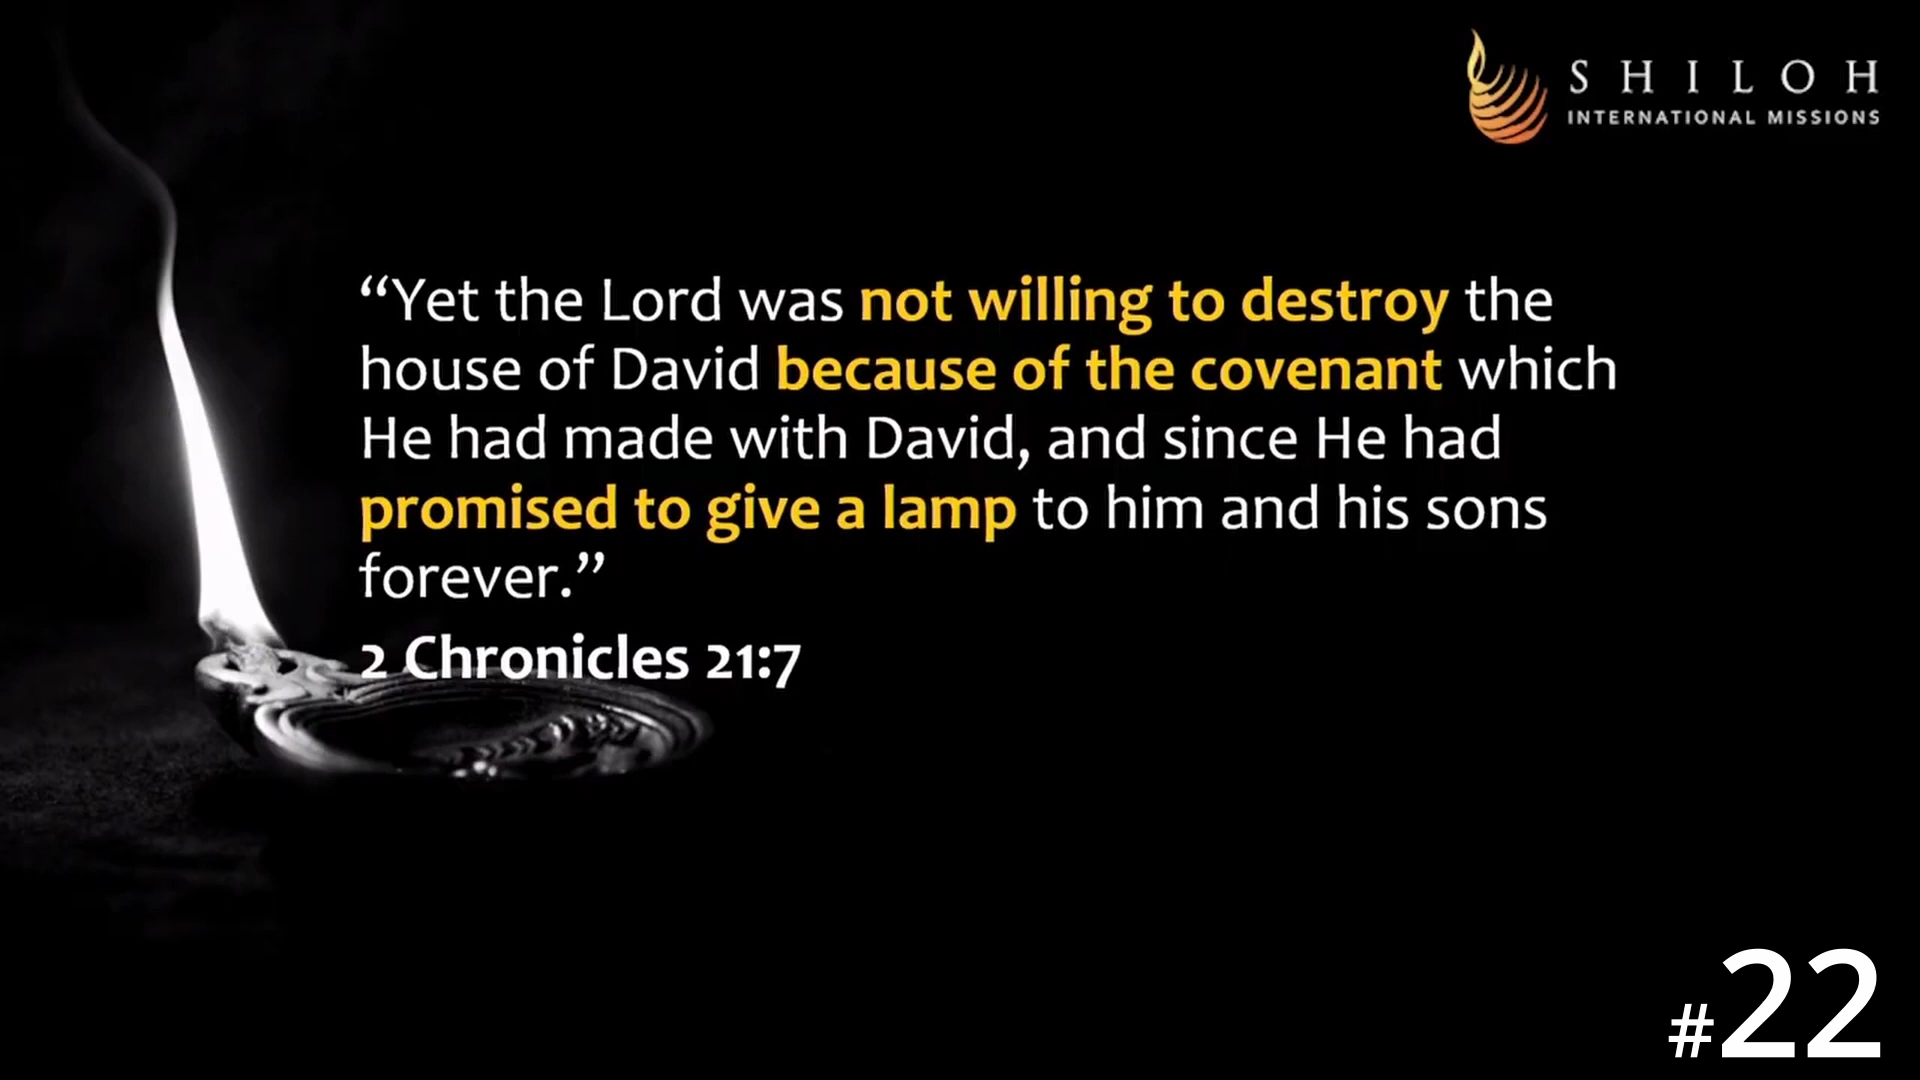 SHILOH
INTERNATIONAL MISSIONS
“Yet the Lord was not willing to destroy the
house of David because of the covenant which
He had made with David, and since He had
promised to give a lamp to him and his sons
forever.”
2 Chronicles 21:7
#22